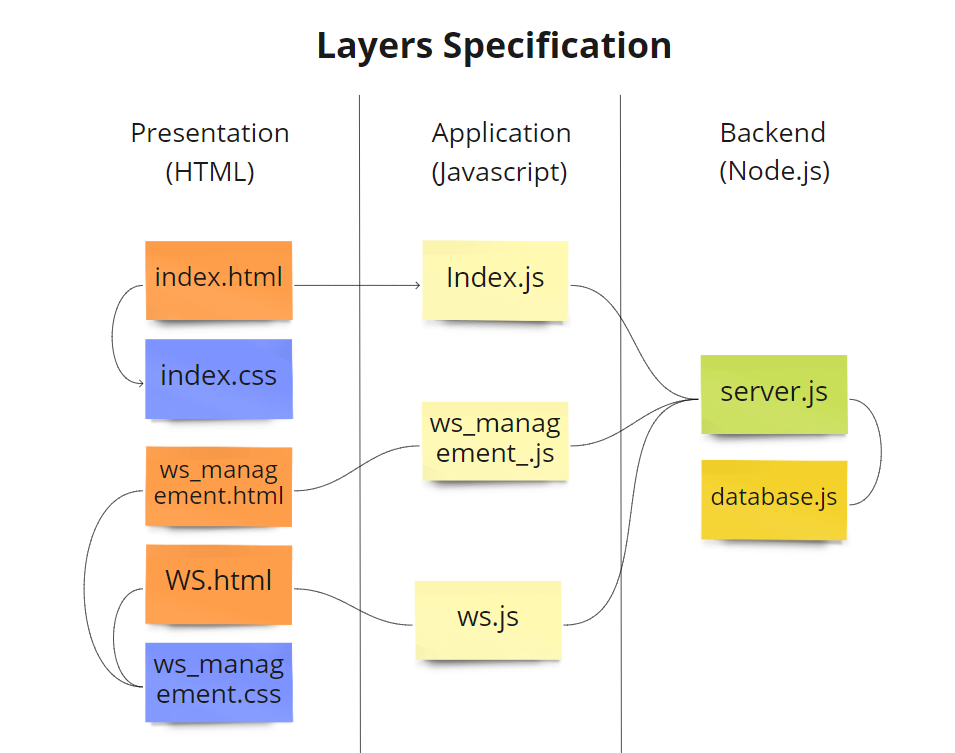 Layers Specification
Presentation
(HTML)
Application
(Javascript)
Backend
(Node.js)
index.html
index.css
ws_manag
ement.html
WS.html
ws_manag
ement.css
Index.js
ws_manag
ement_.js
ws.js
server.js
database.js